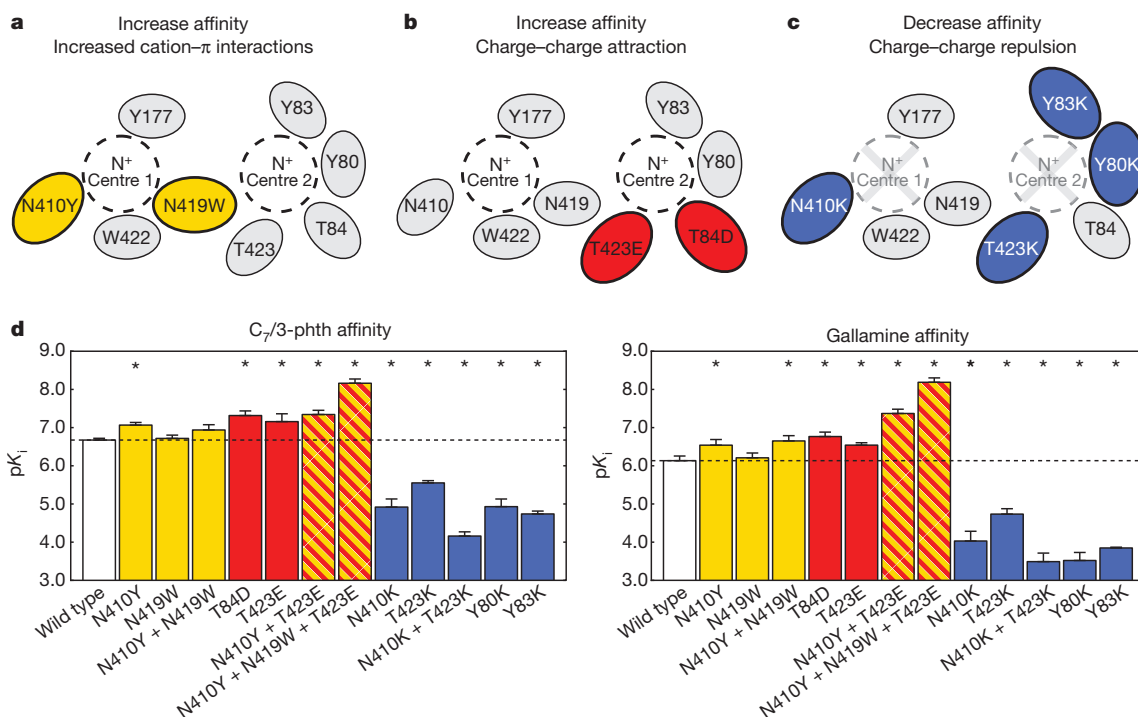 a
Increase affinity
Increased cation–π interactions
Y177
Y83
N⁺
Centre 1
N⁺
Centre 2
Y80
N410Y
N419W
W422
T423
T84
b
Increase affinity
Charge–charge attraction
Y177
Y83
N⁺
Centre 1
N⁺
Centre 2
Y80
N410
N419
W422
T423E
T84D
c
Decrease affinity
Charge–charge repulsion
Y177
Y83K
N⁺
Centre 1
N⁺
Centre 2
Y80K
N410K
N419
W422
T423K
T84
d
C₇/3-phth affinity
9.0
8.0
7.0
6.0
5.0
4.0
3.0
pKᵢ
* * * * * * * * * *
Wild type
N410Y
N419W
N410Y + N419W
T84D
T423E
N410Y + T423E
N410Y + N419W + T423E
N410K
T423K
N410K + T423K
Y80K
Y83K
Gallamine affinity
9.0
8.0
7.0
6.0
5.0
4.0
3.0
pKᵢ
* * * * * * * * * * *
Wild type
N410Y
N419W
N410Y + N419W
T84D
T423E
N410Y + T423E
N410Y + N419W + T423E
N410K
T423K
N410K + T423K
Y80K
Y83K